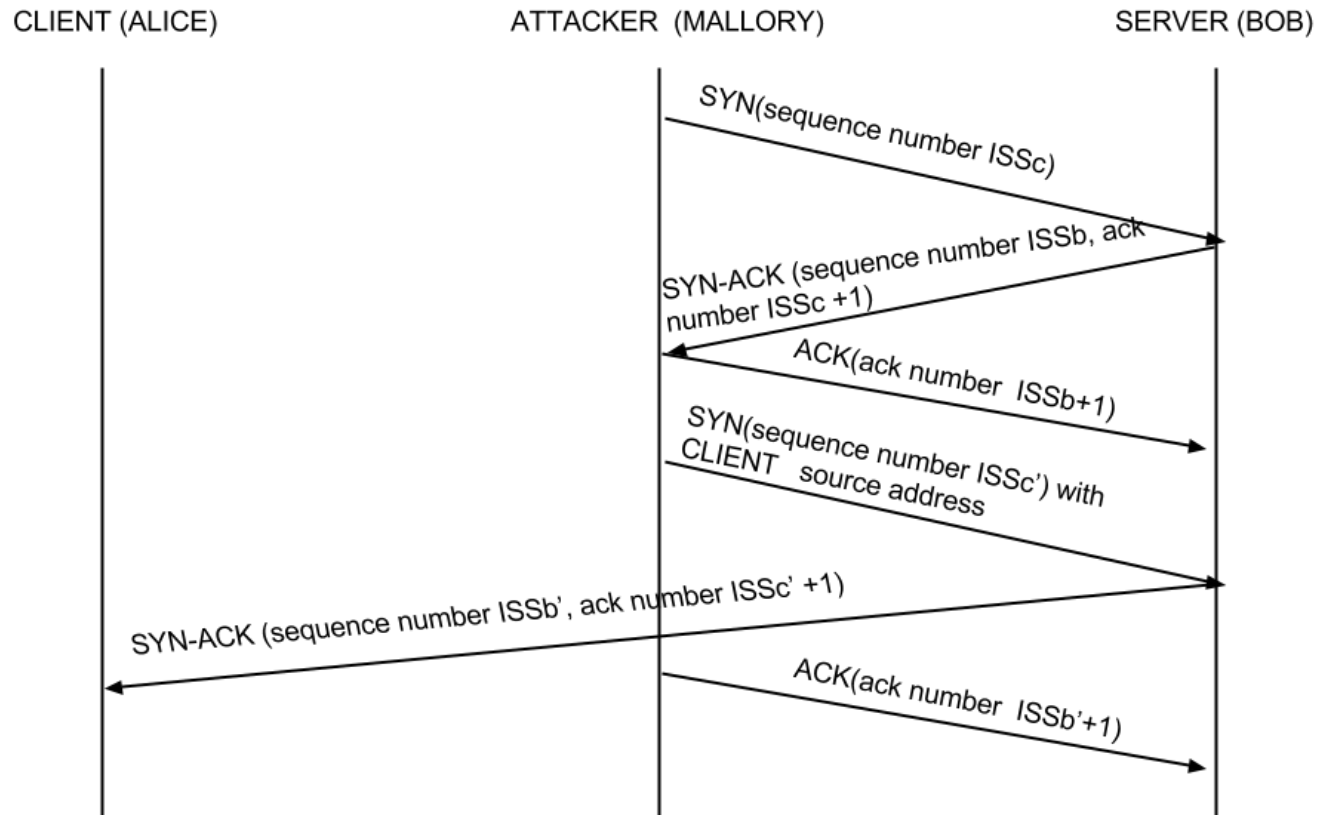 CLIENT (ALICE)
ATTACKER (MALLORY)
SERVER (BOB)
SYN(sequence number ISSc)
SYN-ACK (sequence number ISSb, ack
number ISSc +1)
ACK(ack number ISSb+1)
SYN(sequence number ISSc’) with
CLIENT source address
SYN-ACK (sequence number ISSb’, ack number ISSc’ +1)
ACK(ack number ISSb’+1)